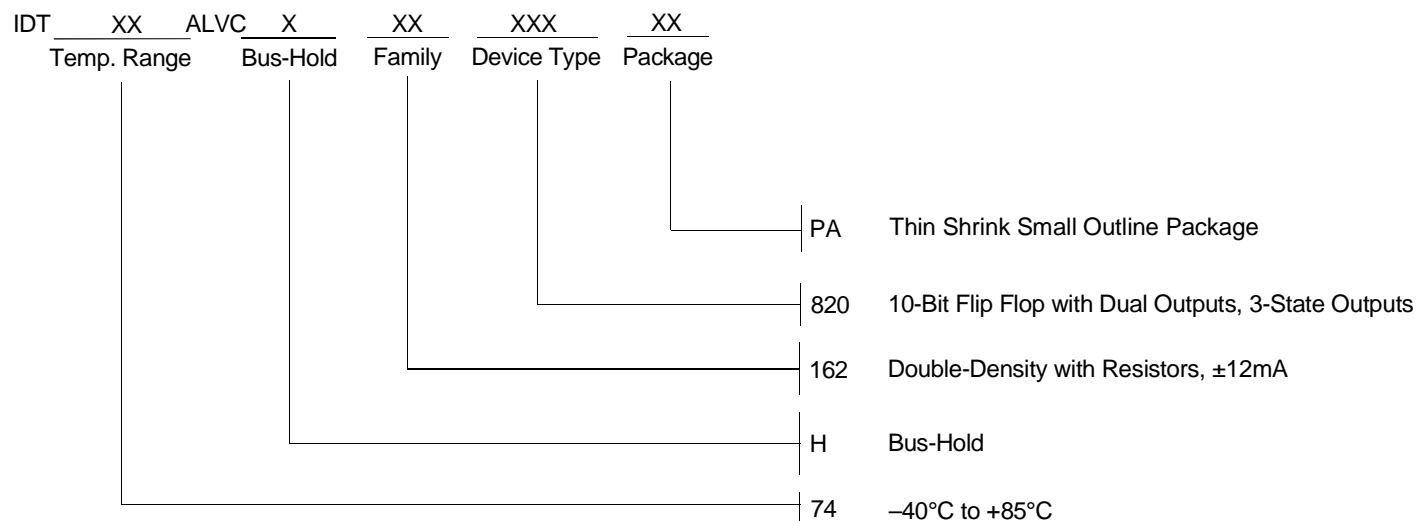 IDT XX ALVC X XX XXX XX
Temp. Range Bus-Hold Family Device Type Package
PA Thin Shrink Small Outline Package
820 10-Bit Flip Flop with Dual Outputs, 3-State Outputs
162 Double-Density with Resistors, ±12mA
H Bus-Hold
74 –40°C to +85°C